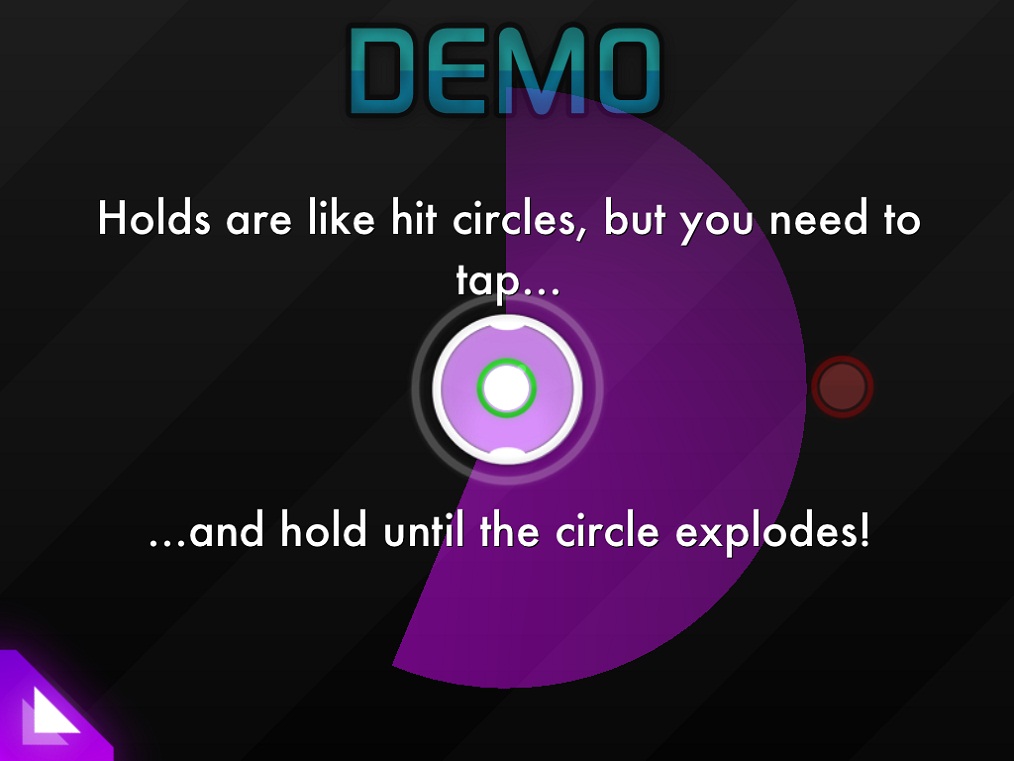 DEMO
Holds are like hit circles, but you need to
tap...
...and hold until the circle explodes!